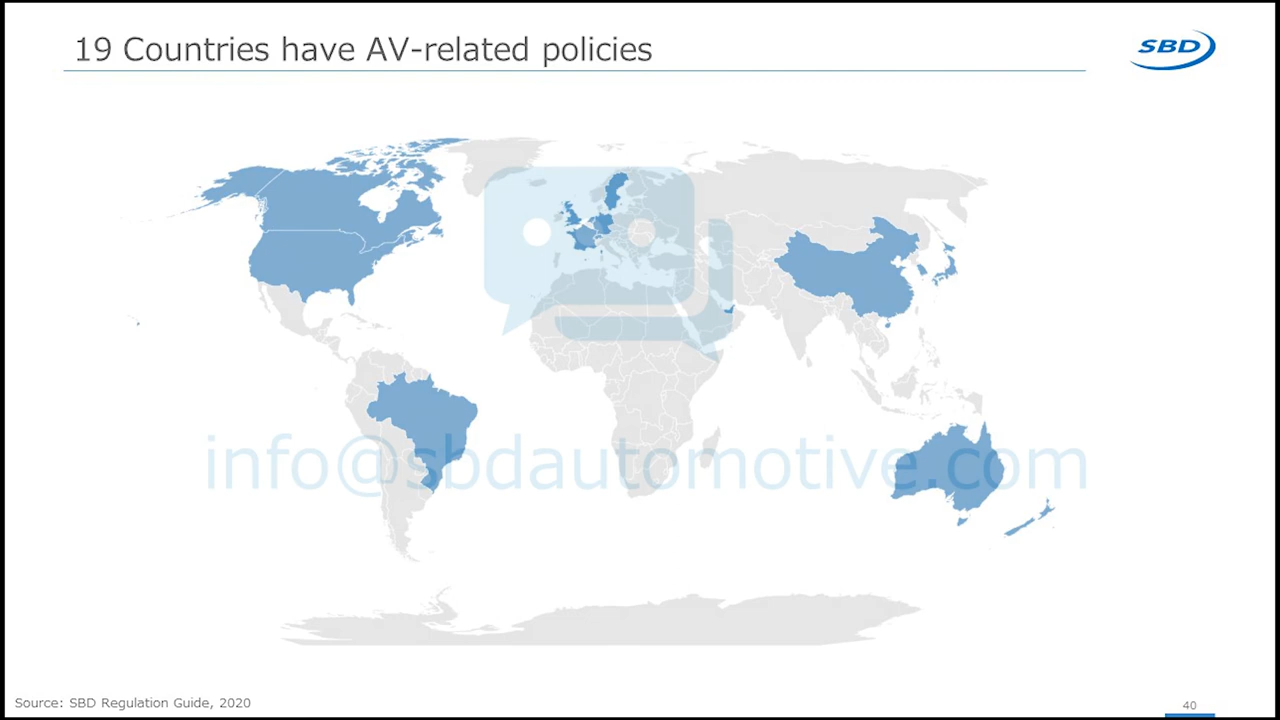 19 Countries have AV-related policies
SBD
info@sbdautomotive.com
Source: SBD Regulation Guide, 2020
40